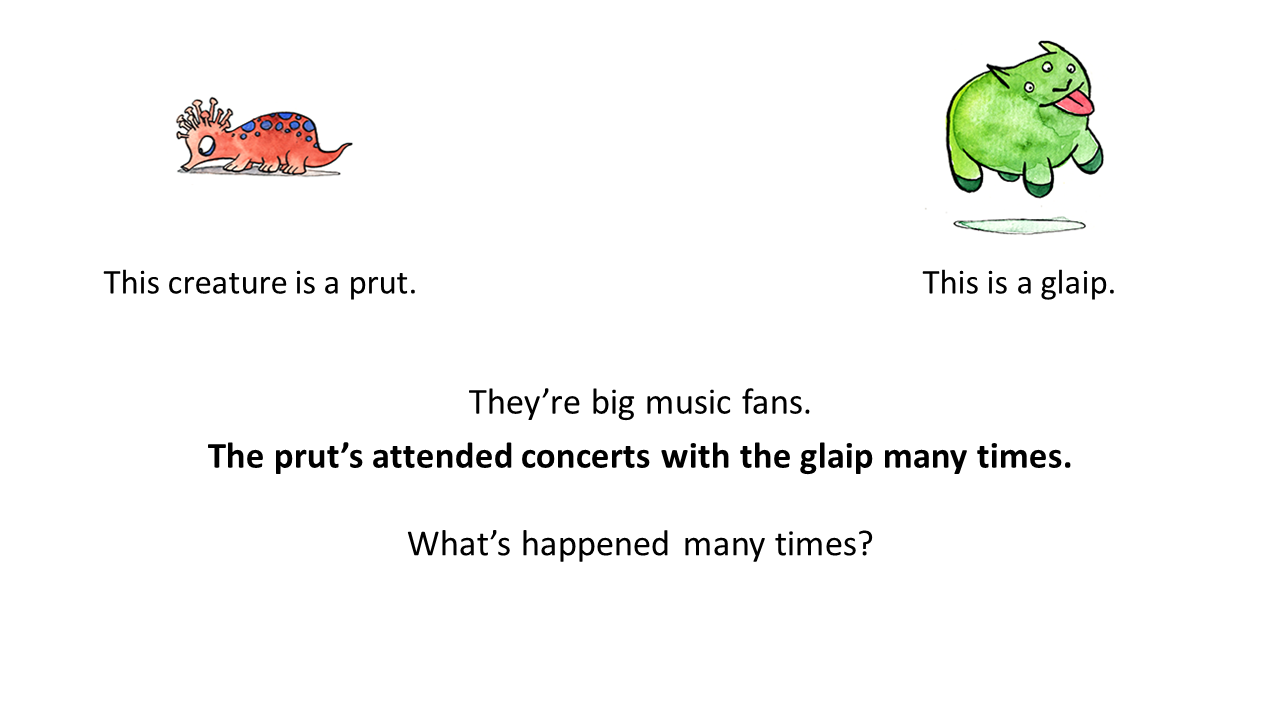 This creature is a prut.
This is a glaip.
They’re big music fans.
The prut’s attended concerts with the glaip many times.
What’s happened many times?